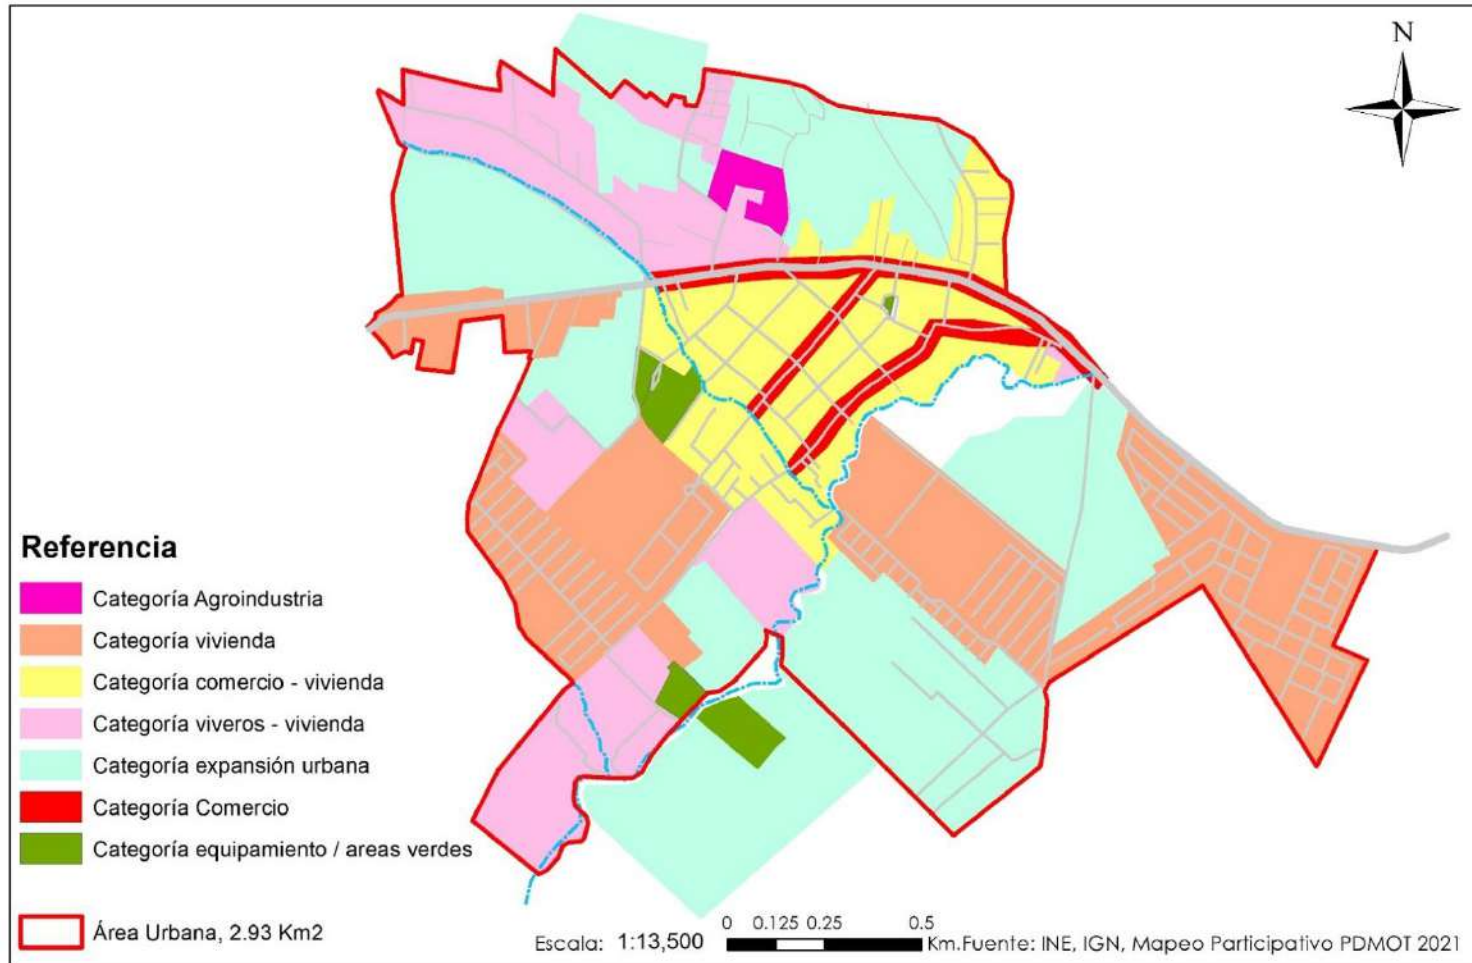 N
Referencia
Categoría Agroindustria
Categoría vivienda
Categoría comercio - vivienda
Categoría viveros - vivienda
Categoría expansión urbana
Categoría Comercio
Categoría equipamiento / areas verdes
Área Urbana, 2.93 Km2
0 0.125 0.25 0.5
Escala: 1:13,500 Km.Fuente: INE, IGN, Mapeo Participativo PDMOT 2021